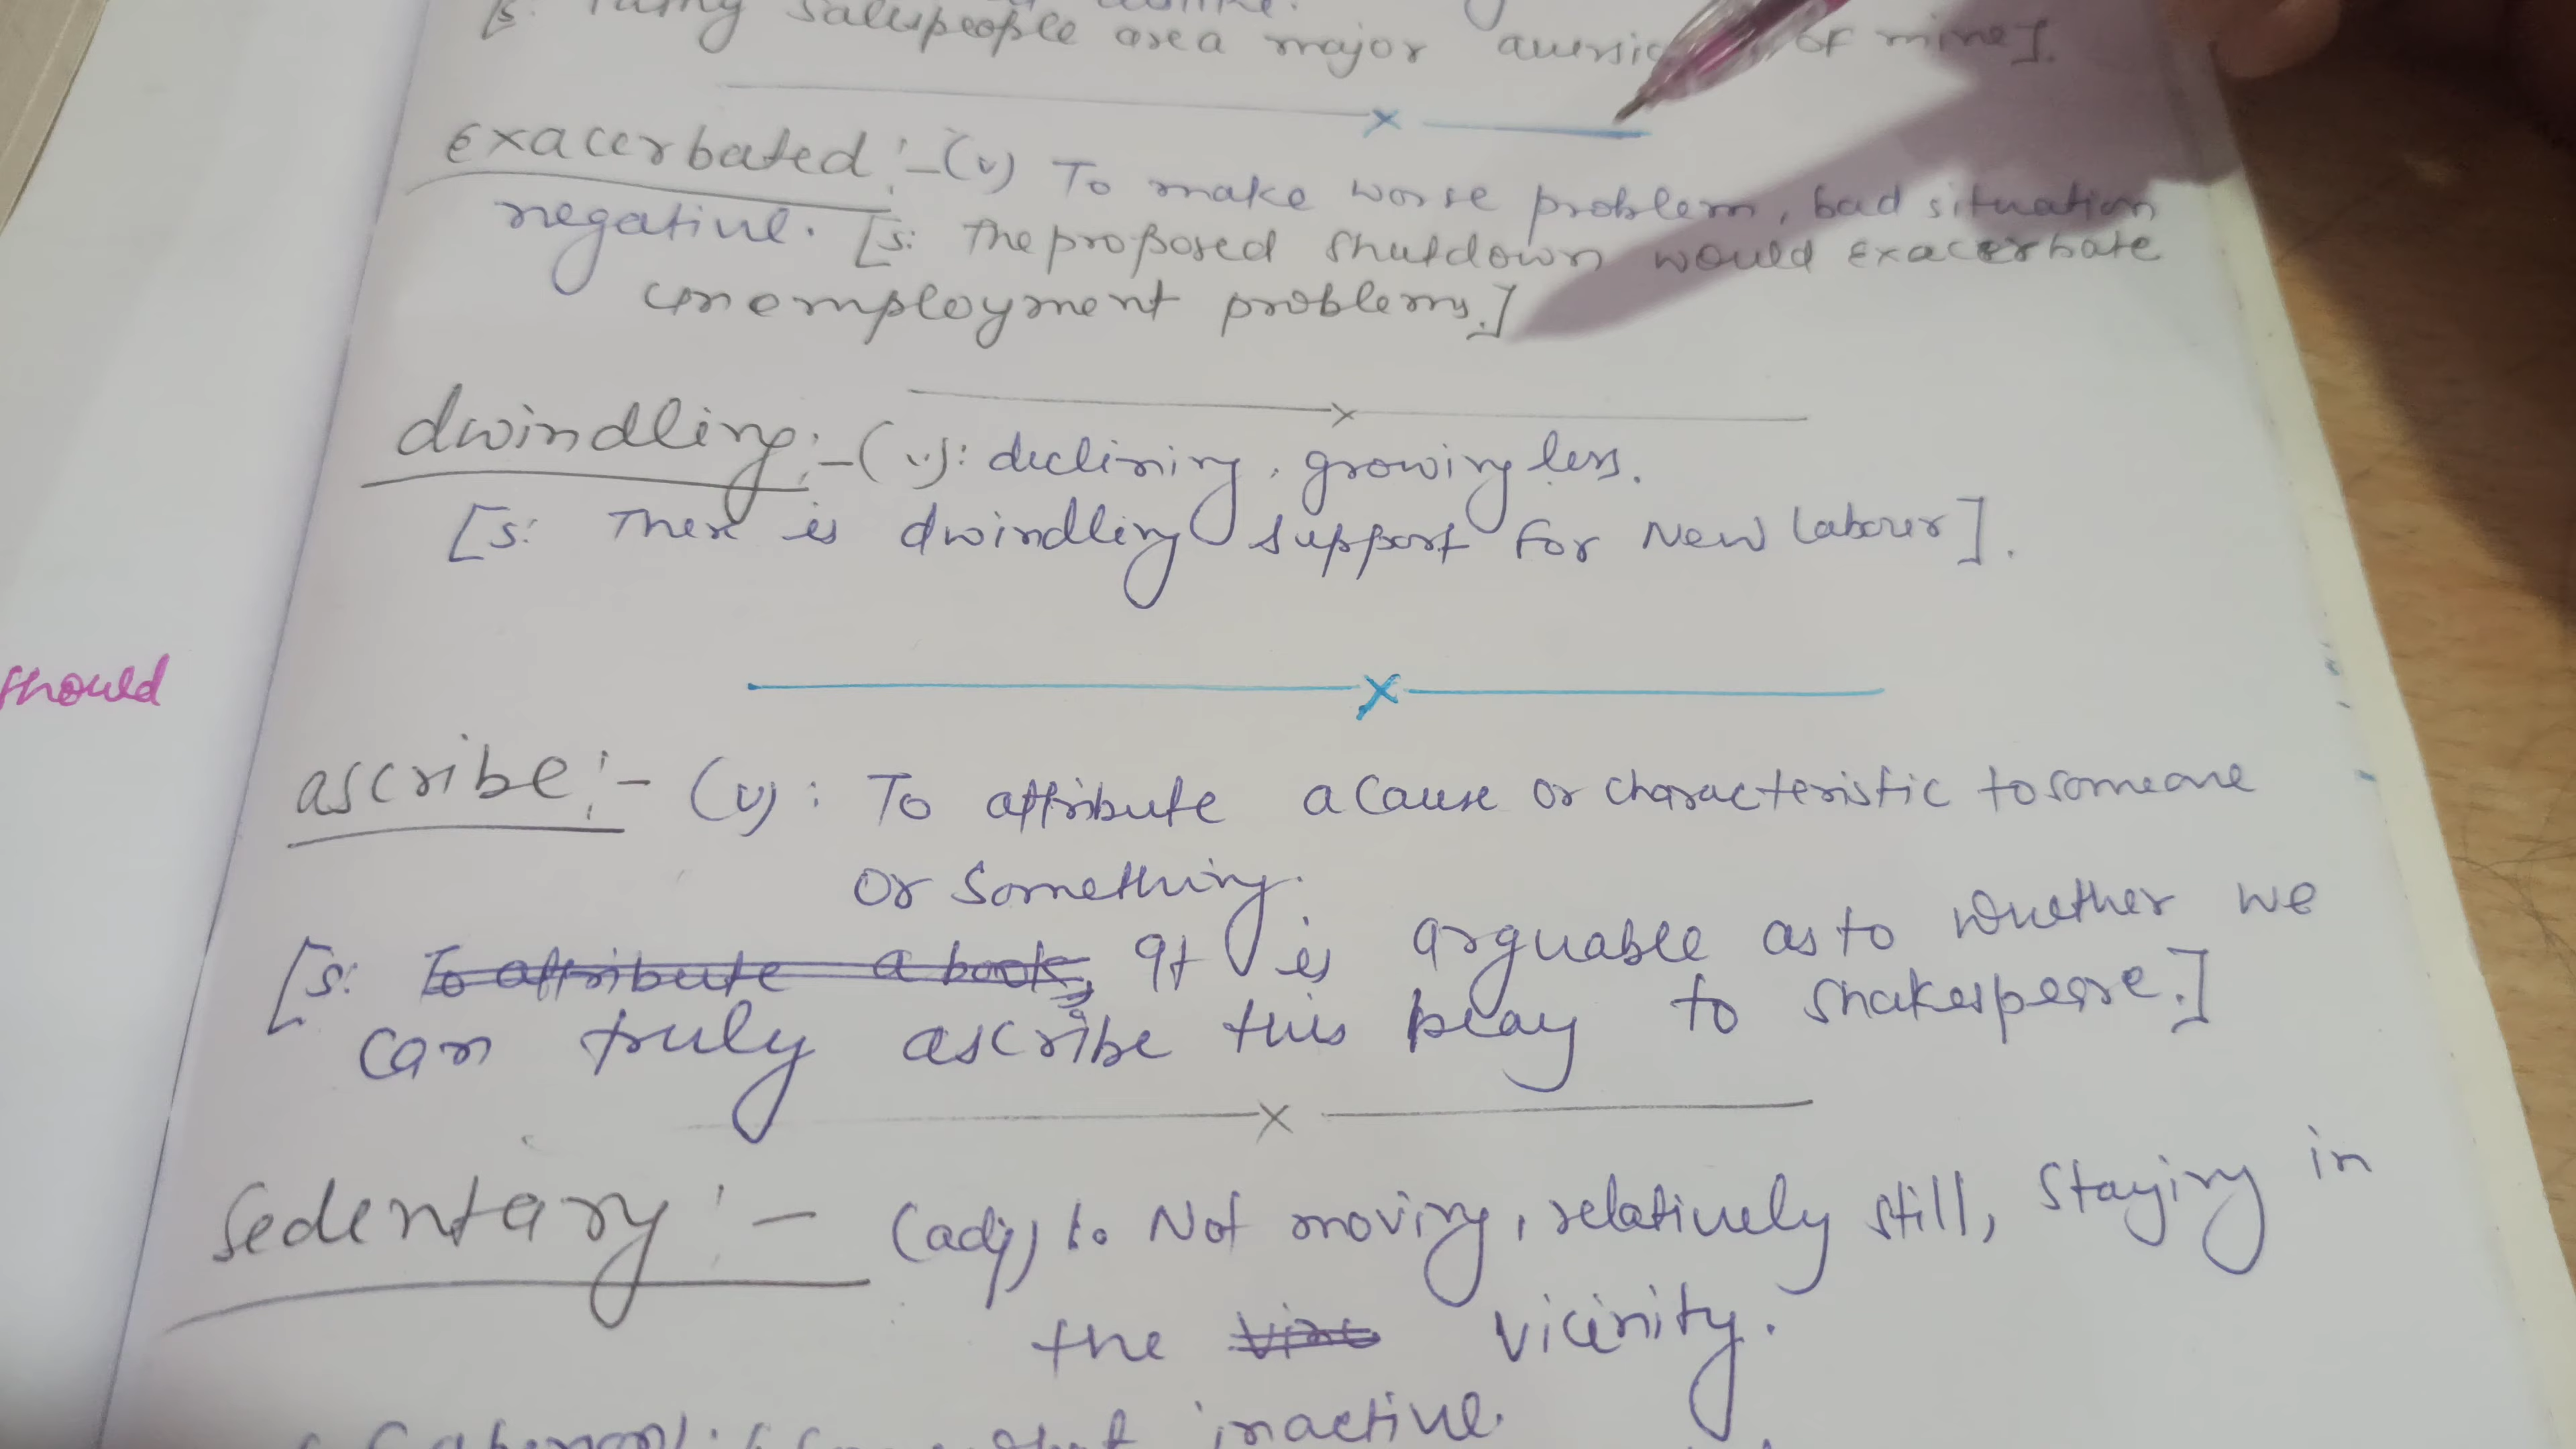 salespeople are a major of mine].
exacerbated :- (v) To make worse problem, bad situation
negative. [s: The proposed shutdown would exacerbate
unemployment problems.]
dwindling :- (v): declining, growing less.
[s: There is dwindling support for New Labour].
should
ascribe :- (v): To attribute a cause or characteristic to someone
or something.
[s: To attribute a book, It is arguable as to whether we
can truly ascribe this play to Shakespeare.]
Sedentary :- (adj) :- Not moving, relatively still, staying in
the vicinity.
inactive.